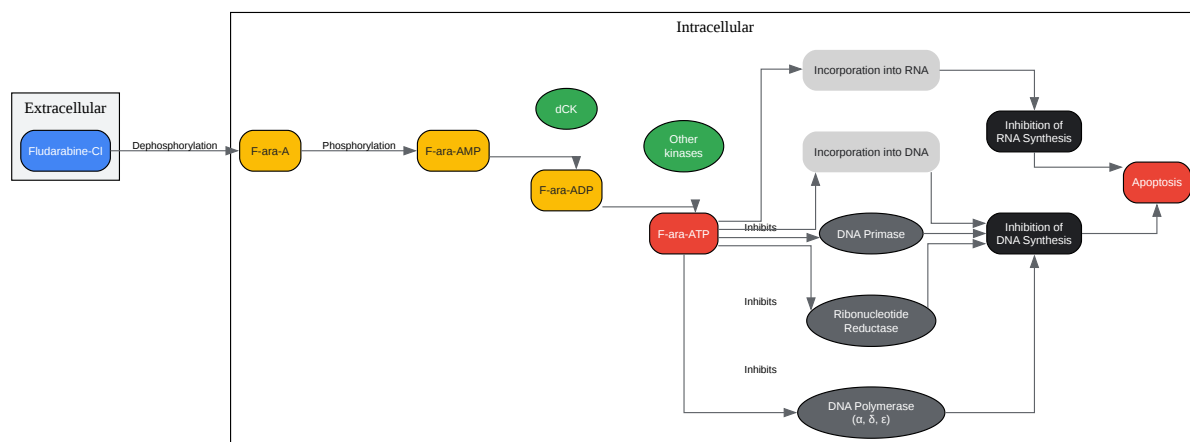 Intracellular
Extracellular
Fludarabine-Cl
Dephosphorylation
F-ara-A
Phosphorylation
F-ara-AMP
dCK
F-ara-ADP
Other
kinases
F-ara-ATP
Incorporation into RNA
Incorporation into DNA
Inhibits
DNA Primase
Inhibits
Ribonucleotide
Reductase
Inhibits
DNA Polymerase
(α, δ, ε)
Inhibition of
RNA Synthesis
Inhibition of
DNA Synthesis
Apoptosis